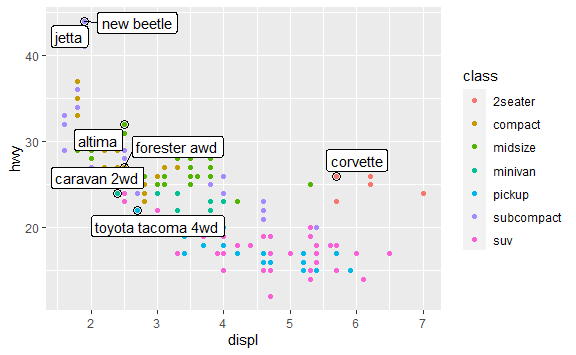 new beetle
jetta
altima
forester awd
corvette
caravan 2wd
toyota tacoma 4wd
hwy
40
30
20
2
3
4
5
6
7
displ
class
2seater
compact
midsize
minivan
pickup
subcompact
suv